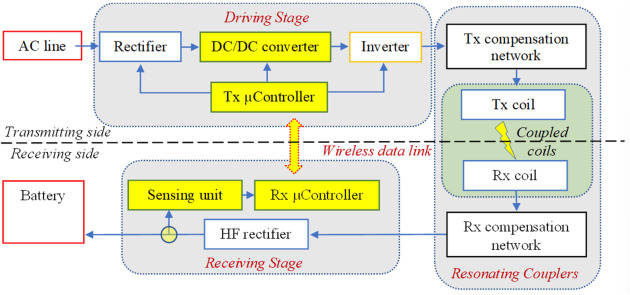 Driving Stage
AC line
Rectifier
DC/DC converter
Inverter
Tx compensation
network
Tx μController
Tx coil
Transmitting side
Receiving side
Wireless data link
Coupled
coils
Rx coil
Battery
Sensing unit
Rx μController
HF rectifier
Rx compensation
network
Receiving Stage
Resonating Couplers